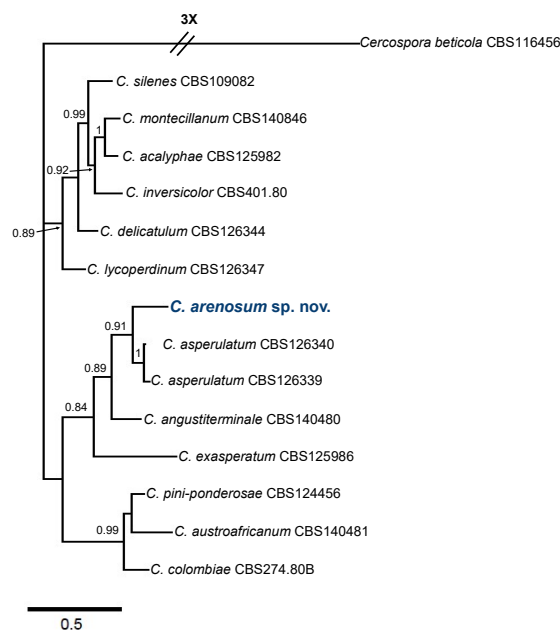 3X
Cercospora beticola CBS116456
C. silenes CBS109082
0.99
C. montecillanum CBS140846
1
C. acalyphae CBS125982
0.92
C. inversicolor CBS401.80
C. delicatulum CBS126344
0.89
C. lycoperdinum CBS126347
C. arenosum sp. nov.
0.91
C. asperulatum CBS126340
1
C. asperulatum CBS126339
0.89
C. angustiterminale CBS140480
0.84
C. exasperatum CBS125986
C. pini-ponderosae CBS124456
0.99
C. austroafricanum CBS140481
C. colombiae CBS274.80B
0.5